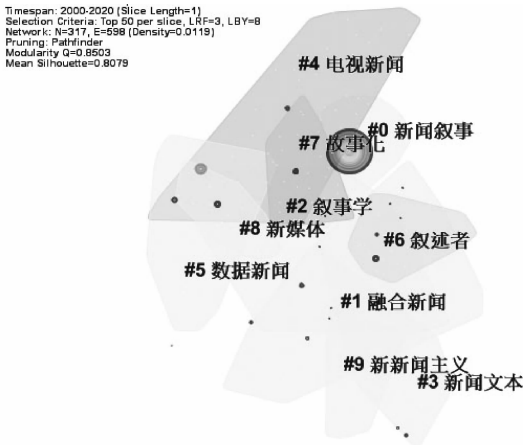 Timespan: 2000-2020 (Slice Length=1)
Selection Criteria: Top 50 per slice, LRF=3, LBY=8
Network: N=317, E=598 (Density=0.0119)
Pruning: Pathfinder
Modularity Q=0.8503
Mean Silhouette=0.8079
#4 电视新闻
#0 新闻叙事
#7 故事化
#2 叙事学
#8 新媒体
#6 叙述者
#5 数据新闻
#1 融合新闻
#9 新新闻主义
#3 新闻文本